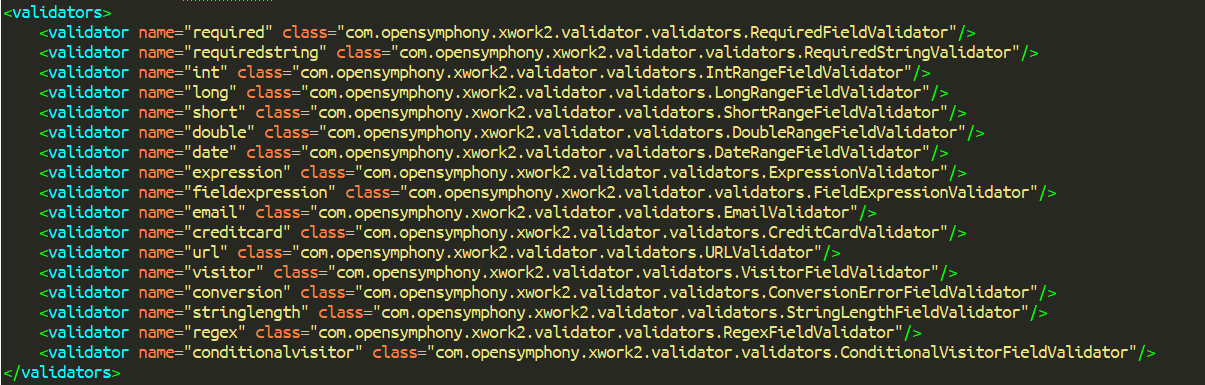 <validators>
<validator name="required" class="com.opensymphony.xwork2.validator.validators.RequiredFieldValidator"/>
<validator name="requiredstring" class="com.opensymphony.xwork2.validator.validators.RequiredStringValidator"/>
<validator name="int" class="com.opensymphony.xwork2.validator.validators.IntRangeFieldValidator"/>
<validator name="long" class="com.opensymphony.xwork2.validator.validators.LongRangeFieldValidator"/>
<validator name="short" class="com.opensymphony.xwork2.validator.validators.ShortRangeFieldValidator"/>
<validator name="double" class="com.opensymphony.xwork2.validator.validators.DoubleRangeFieldValidator"/>
<validator name="date" class="com.opensymphony.xwork2.validator.validators.DateRangeFieldValidator"/>
<validator name="expression" class="com.opensymphony.xwork2.validator.validators.ExpressionValidator"/>
<validator name="fieldexpression" class="com.opensymphony.xwork2.validator.validators.FieldExpressionValidator"/>
<validator name="email" class="com.opensymphony.xwork2.validator.validators.EmailValidator"/>
<validator name="creditcard" class="com.opensymphony.xwork2.validator.validators.CreditCardValidator"/>
<validator name="url" class="com.opensymphony.xwork2.validator.validators.URLValidator"/>
<validator name="visitor" class="com.opensymphony.xwork2.validator.validators.VisitorFieldValidator"/>
<validator name="conversion" class="com.opensymphony.xwork2.validator.validators.ConversionErrorFieldValidator"/>
<validator name="stringlength" class="com.opensymphony.xwork2.validator.validators.StringLengthFieldValidator"/>
<validator name="regex" class="com.opensymphony.xwork2.validator.validators.RegexFieldValidator"/>
<validator name="conditionalvisitor" class="com.opensymphony.xwork2.validator.validators.ConditionalVisitorFieldValidator"/>
</validators>